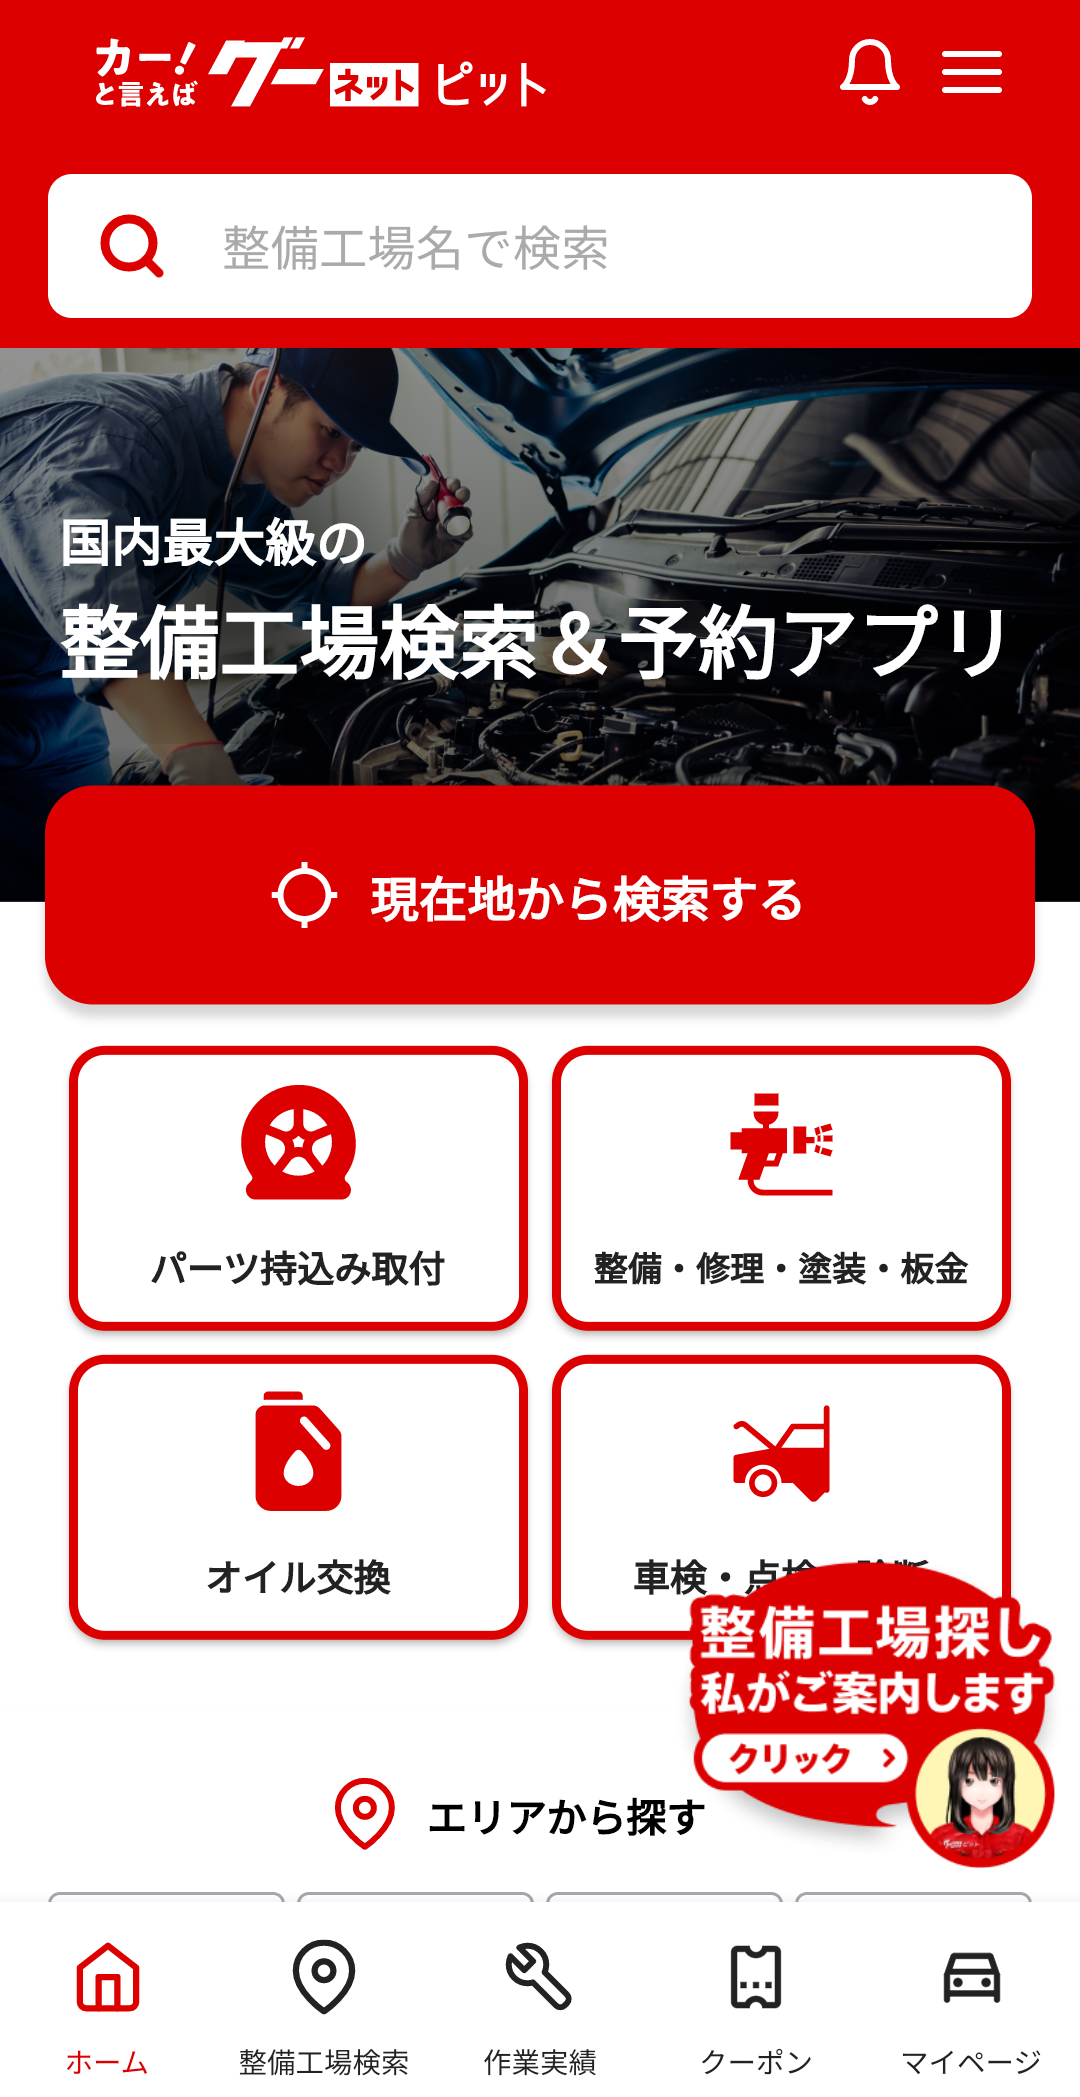 カー!
と言えば
グー
ネット
ピット
整備工場名で検索
国内最大級の
整備工場検索＆予約アプリ
現在地から検索する
パーツ持込み取付
整備・修理・塗装・板金
オイル交換
車検・点検・診断
整備工場探し
私がご案内します
クリック
エリアから探す
ホーム
整備工場検索
作業実績
クーポン
マイページ